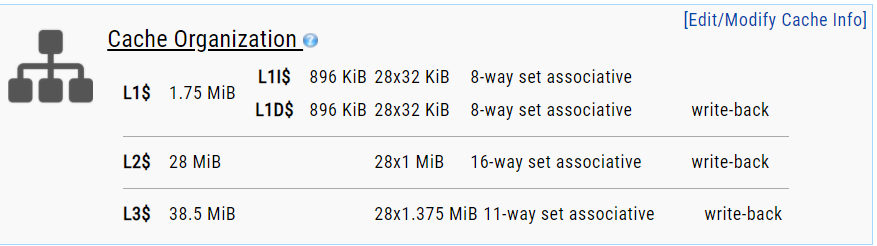 [Edit/Modify Cache Info]
Cache Organization
L1$ 1.75 MiB
L1I$ 896 KiB 28x32 KiB 8-way set associative
L1D$ 896 KiB 28x32 KiB 8-way set associative write-back
L2$ 28 MiB 28x1 MiB 16-way set associative write-back
L3$ 38.5 MiB 28x1.375 MiB 11-way set associative write-back